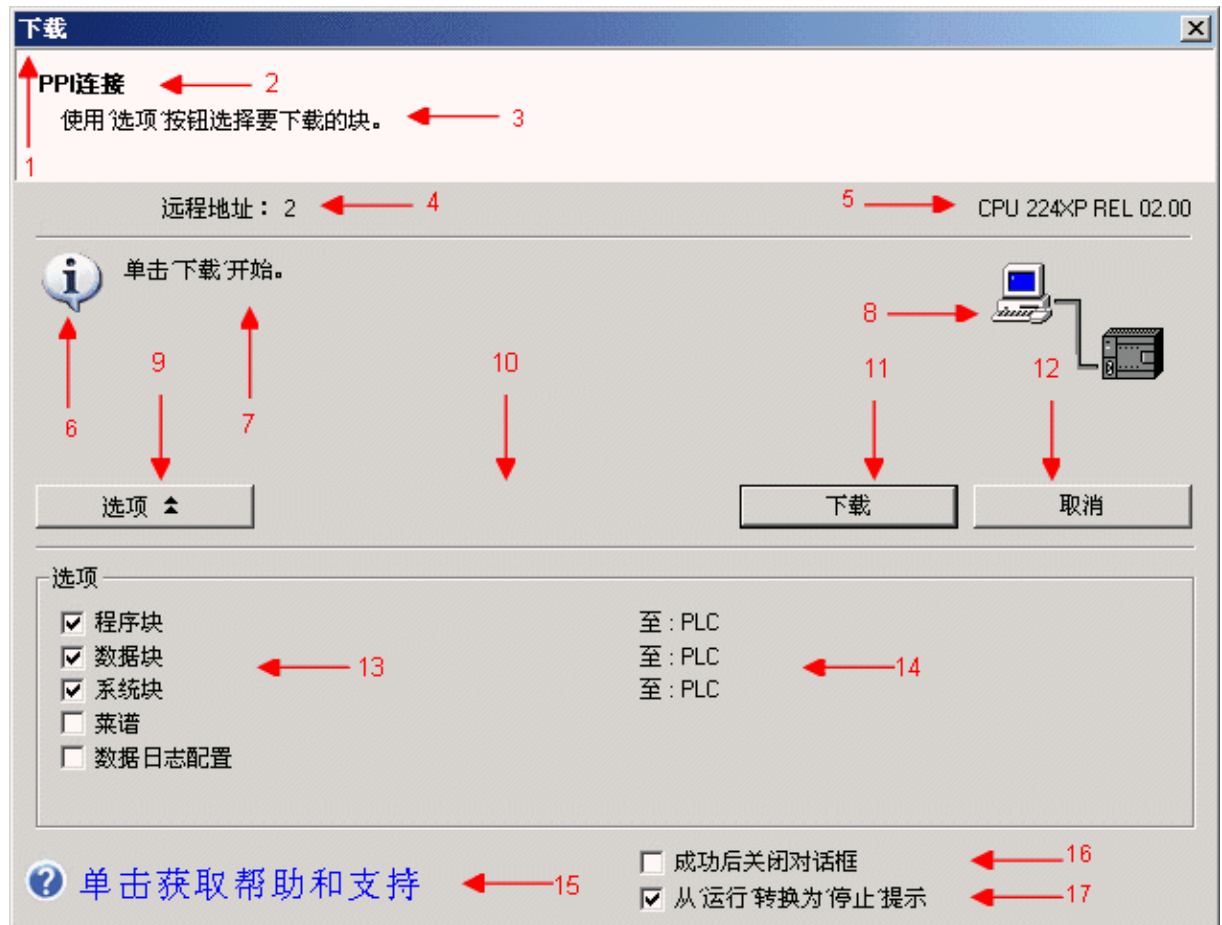 下载
PPI连接 2
使用'选项'按钮选择要下载的块。 3
1
远程地址： 2 4 5 CPU 224XP REL 02.00
单击'下载'开始。
8
9 10 11 12
6 7
选项 下载 取消
选项
程序块 至 : PLC
数据块 至 : PLC
13 14
系统块 至 : PLC
菜谱
数据日志配置
成功后关闭对话框 16
单击获取帮助和支持 15
从'运行'转换为'停止'提示 17